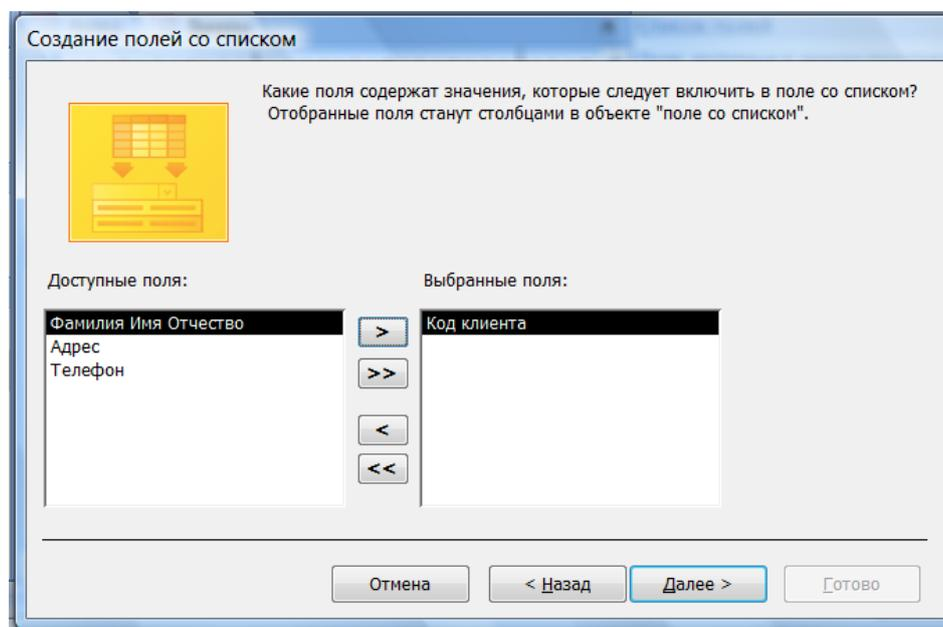 Создание полей со списком
Какие поля содержат значения, которые следует включить в поле со списком?
Отобранные поля станут столбцами в объекте "поле со списком".
Доступные поля:
Выбранные поля:
Фамилия Имя Отчество
Адрес
Телефон
>
>>
<
<<
Код клиента
Отмена
< Назад
Далее >
Готово